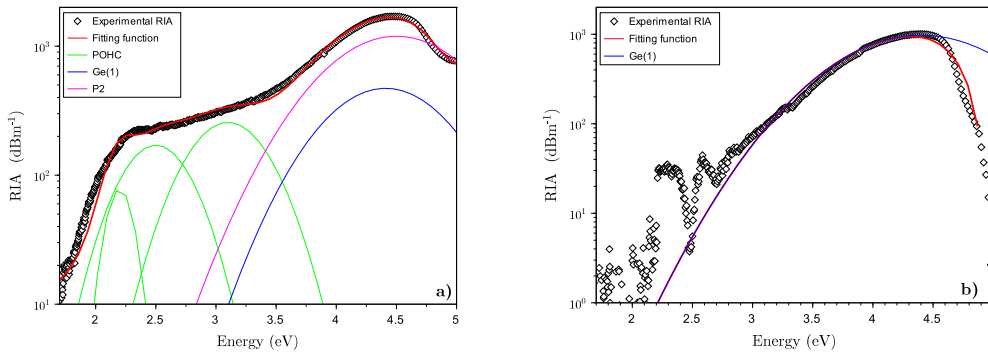 Experimental RIA
Fitting function
POHC
Ge(1)
P2
10³
10²
10¹
RIA (dBm⁻¹)
2 2.5 3 3.5 4 4.5 5
Energy (eV)
a)
Experimental RIA
Fitting function
Ge(1)
10³
10²
10¹
10⁰
RIA (dBm⁻¹)
2 2.5 3 3.5 4 4.5
Energy (eV)
b)